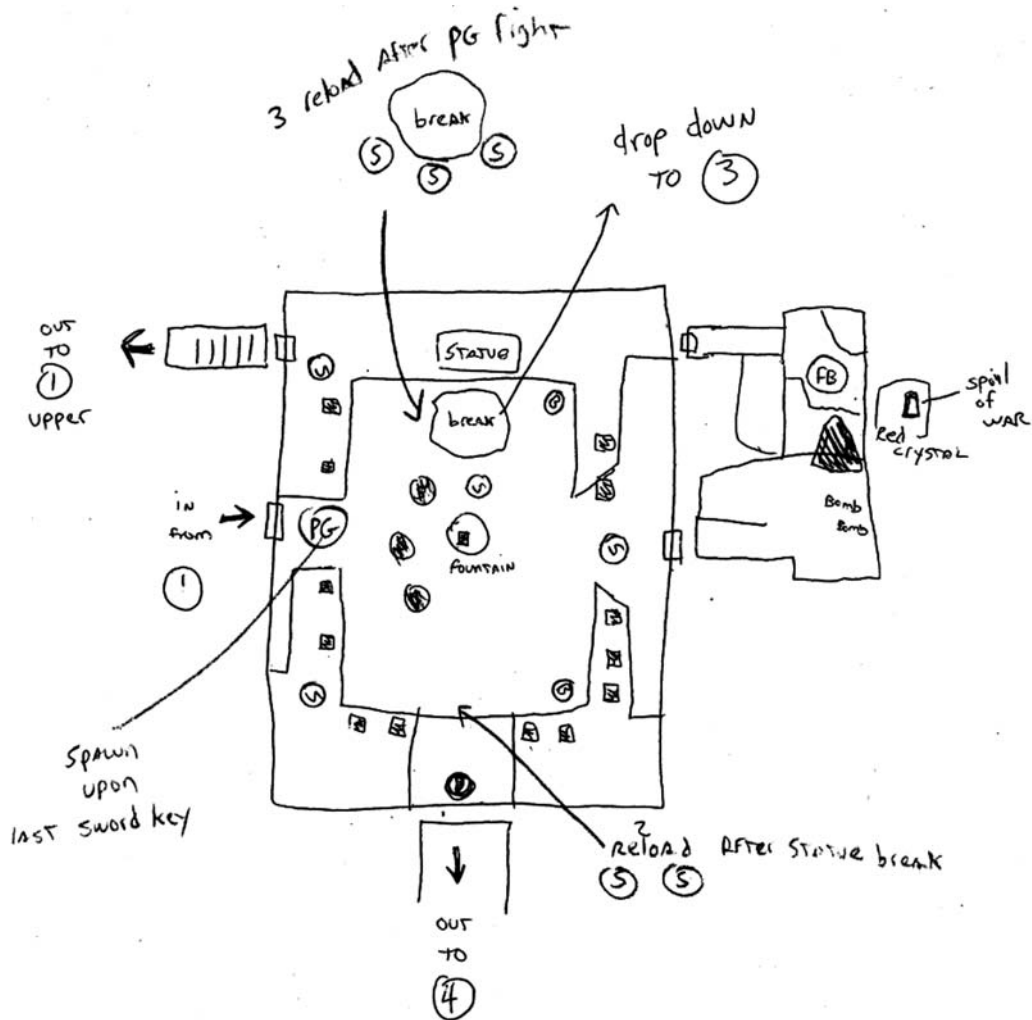 3 reload after PG fight
break
S
S
S
drop down
TO 3
OUT
TO
1
upper
STATUE
S
break
S
FB
spoil
of
WAR
Red
crystal
in
from
1
PG
S
fountain
S
Bomb
Bomb
S
S
spawn
upon
last sword key
2
reload after statue break
S S
OUT
TO
4